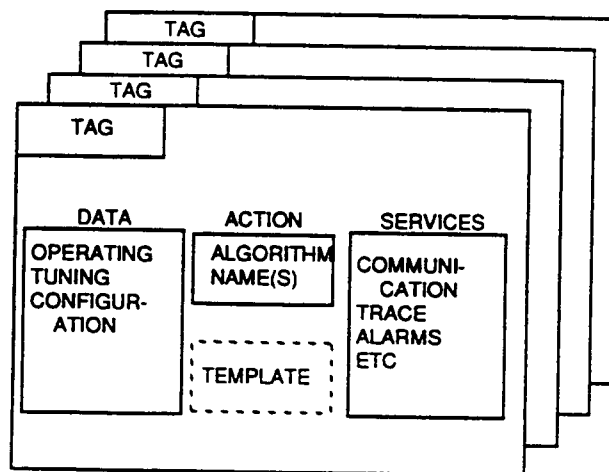 TAG
TAG
TAG
TAG
DATA
OPERATING
TUNING
CONFIGUR-
ATION
ACTION
ALGORITHM
NAME(S)
TEMPLATE
SERVICES
COMMUNI-
CATION
TRACE
ALARMS
ETC